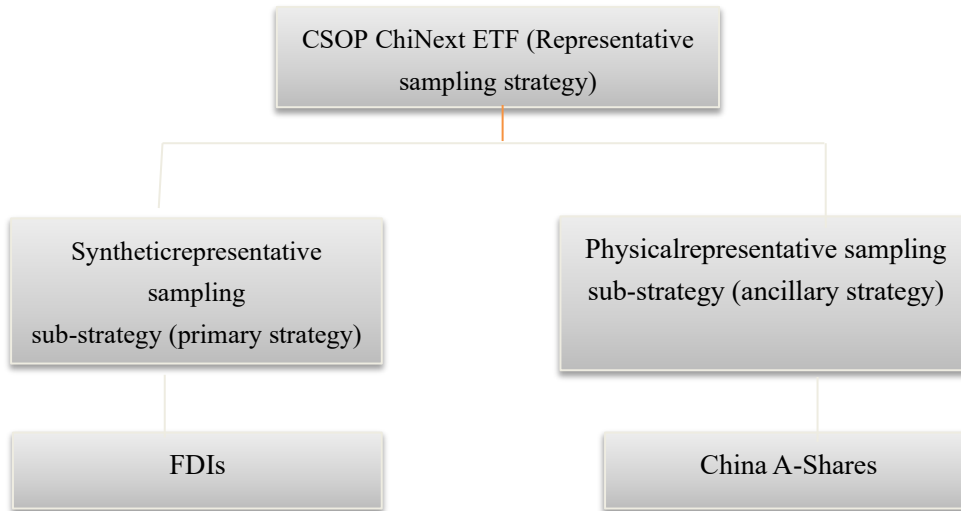 CSOP ChiNext ETF (Representative
sampling strategy)
Syntheticrepresentative
sampling
sub-strategy (primary strategy)
Physicalrepresentative sampling
sub-strategy (ancillary strategy)
FDIs
China A-Shares